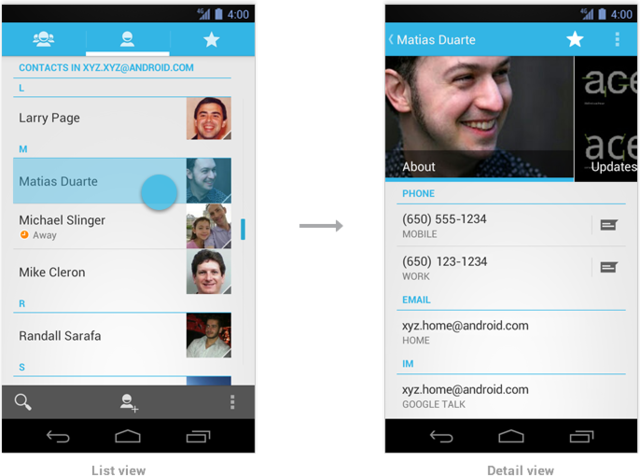 4G 4:00
CONTACTS IN XYZ.XYZ@ANDROID.COM
L
Larry Page
M
Matias Duarte
Michael Slinger
Away
Mike Cleron
R
Randall Sarafa
S
List view
4G 4:00
Matias Duarte
About
ace
ace
Updates
PHONE
(650) 555-1234
MOBILE
(650) 123-1234
WORK
EMAIL
xyz.home@android.com
HOME
IM
xyz.home@android.com
GOOGLE TALK
Detail view